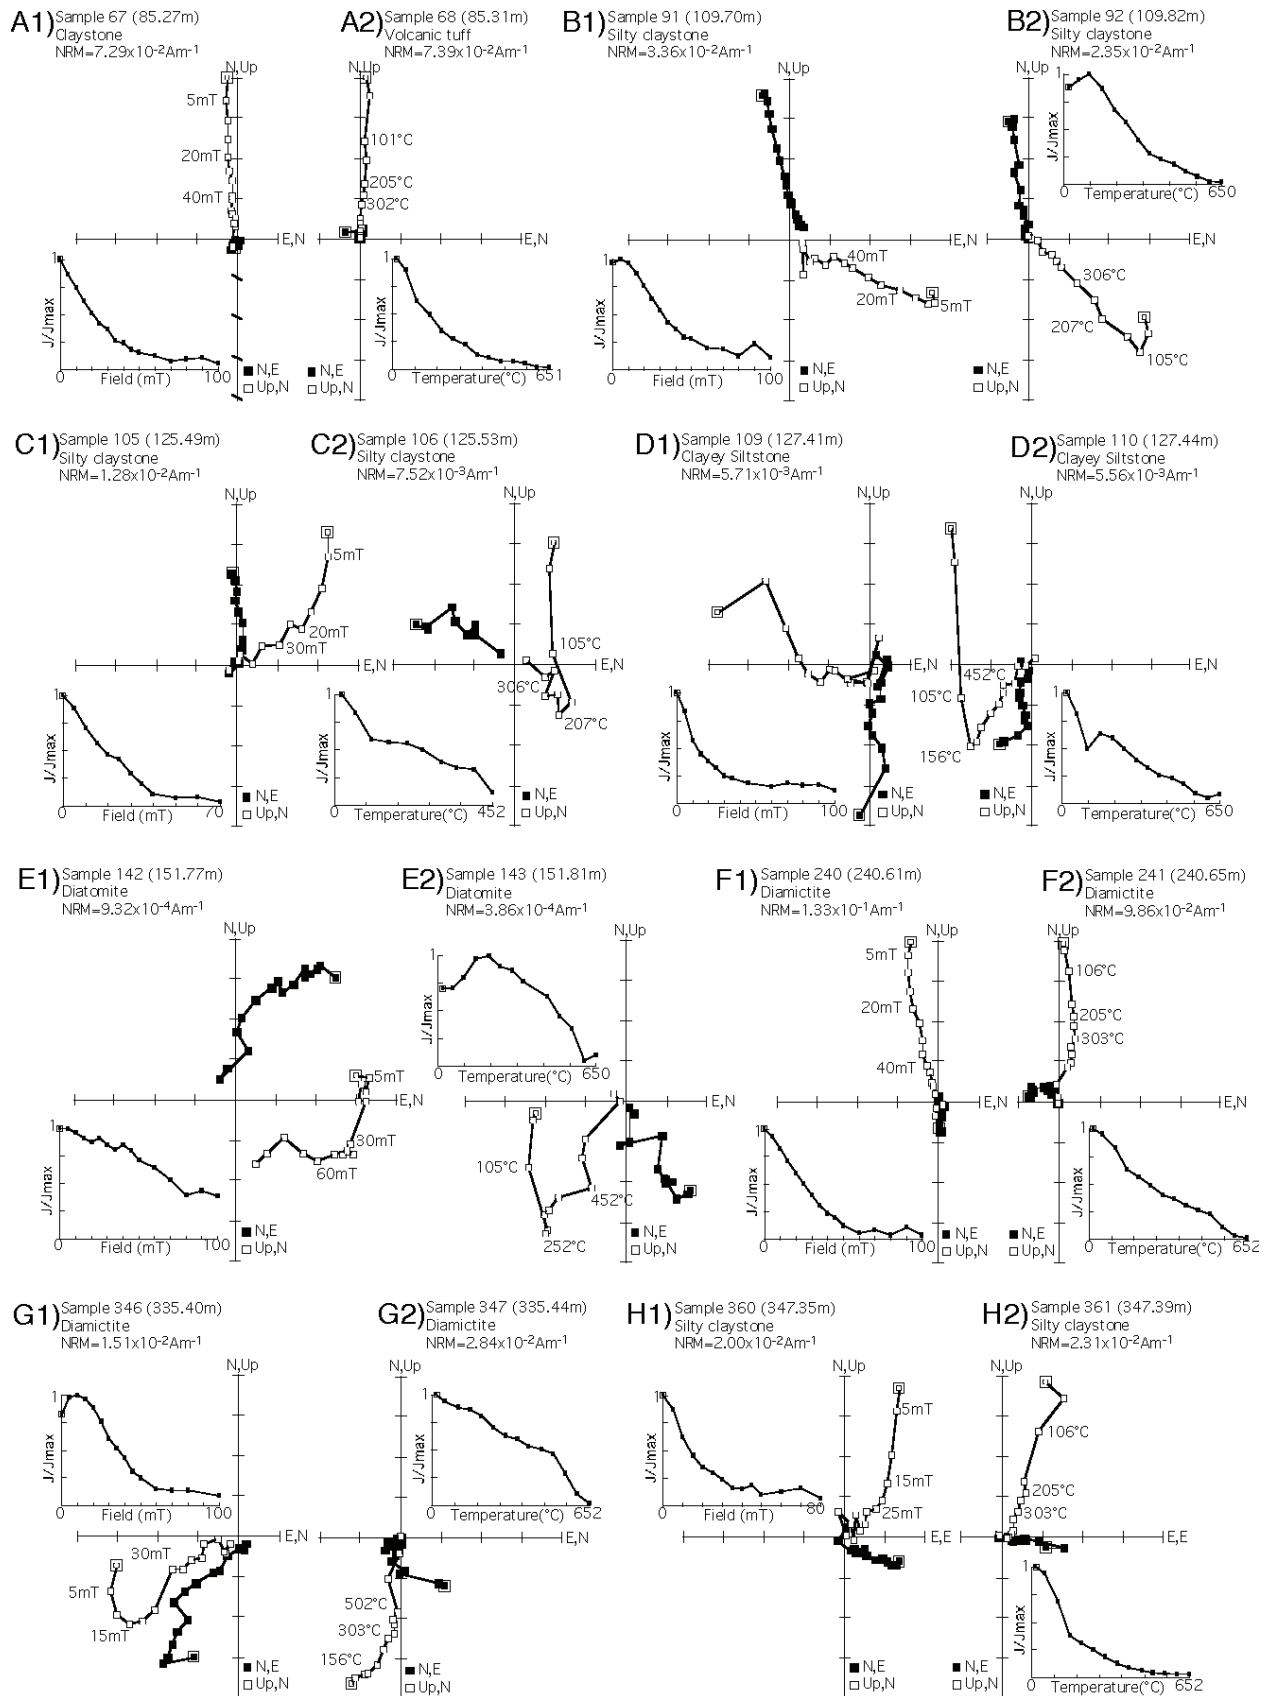 A1) Sample 67 (85.27m)
Claystone
NRM=7.29x10-2Am-1
N,Up
5mT
20mT
40mT
E,N
1
J/Jmax
0
Field (mT)
100
N,E
Up,N
A2) Sample 68 (85.31m)
Volcanic tuff
NRM=7.39x10-2Am-1
N,Up
101°C
205°C
302°C
E,N
1
J/Jmax
0
Temperature(°C)
651
N,E
Up,N
B1) Sample 91 (109.70m)
Silty claystone
NRM=3.36x10-2Am-1
N,Up
E,N
40mT
20mT
5mT
1
J/Jmax
0
Field (mT)
100
N,E
Up,N
B2) Sample 92 (109.82m)
Silty claystone
NRM=2.35x10-2Am-1
N,Up
1
J/Jmax
0
Temperature(°C)
650
E,N
306°C
207°C
105°C
N,E
Up,N
C1) Sample 105 (125.49m)
Silty claystone
NRM=1.28x10-2Am-1
N,Up
5mT
20mT
30mT
E,N
1
J/Jmax
0
Field (mT)
70
N,E
Up,N
C2) Sample 106 (125.53m)
Silty claystone
NRM=7.52x10-3Am-1
N,Up
105°C
E,N
306°C
207°C
1
J/Jmax
0
Temperature(°C)
452
N,E
Up,N
D1) Sample 109 (127.41m)
Clayey Siltstone
NRM=5.71x10-3Am-1
N,Up
E,N
1
J/Jmax
0
Field (mT)
100
N,E
Up,N
D2) Sample 110 (127.44m)
Clayey Siltstone
NRM=5.56x10-3Am-1
N,Up
E,N
452°C
105°C
156°C
1
J/Jmax
0
Temperature(°C)
650
N,E
Up,N
E1) Sample 142 (151.77m)
Diatomite
NRM=9.32x10-4Am-1
N,Up
5mT
E,N
30mT
60mT
1
J/Jmax
0
Field (mT)
100
N,E
Up,N
E2) Sample 143 (151.81m)
Diatomite
NRM=3.86x10-4Am-1
N,Up
1
J/Jmax
0
Temperature(°C)
650
E,N
105°C
452°C
252°C
N,E
Up,N
F1) Sample 240 (240.61m)
Diamictite
NRM=1.33x10-1Am-1
N,Up
5mT
20mT
40mT
E,N
1
J/Jmax
0
Field (mT)
100
N,E
Up,N
F2) Sample 241 (240.65m)
Diamictite
NRM=9.86x10-2Am-1
N,Up
106°C
205°C
303°C
E,N
1
J/Jmax
0
Temperature(°C)
652
N,E
Up,N
G1) Sample 346 (335.40m)
Diamictite
NRM=1.51x10-2Am-1
N,Up
1
J/Jmax
0
Field (mT)
100
E,N
30mT
5mT
15mT
N,E
Up,N
G2) Sample 347 (335.44m)
Diamictite
NRM=2.84x10-2Am-1
N,Up
1
J/Jmax
0
Temperature(°C)
652
E,N
502°C
303°C
156°C
N,E
Up,N
H1) Sample 360 (347.35m)
Silty claystone
NRM=2.00x10-2Am-1
N,Up
5mT
15mT
25mT
1
J/Jmax
0
Field (mT)
80
E,E
N,E
Up,N
H2) Sample 361 (347.39m)
Silty claystone
NRM=2.31x10-2Am-1
N,Up
106°C
205°C
303°C
E,E
1
J/Jmax
0
Temperature(°C)
652
N,E
Up,N